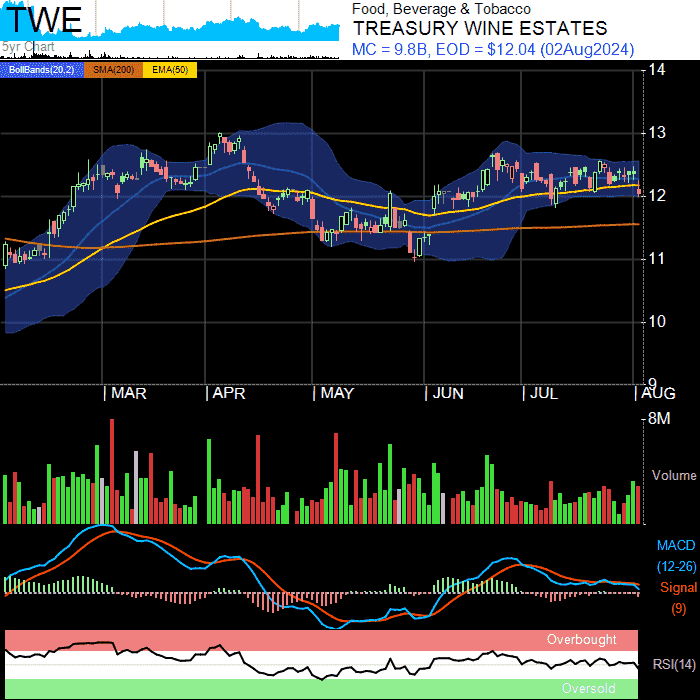 TWE
5yr Chart
Food, Beverage & Tobacco
TREASURY WINE ESTATES
MC = 9.8B, EOD = $12.04 (02Aug2024)
BollBands(20,2) SMA(200) EMA(50)
14
13
12
11
10
9
MAR APR MAY JUN JUL AUG
8M
Volume
MACD
(12-26)
Signal
(9)
Overbought
RSI(14)
Oversold